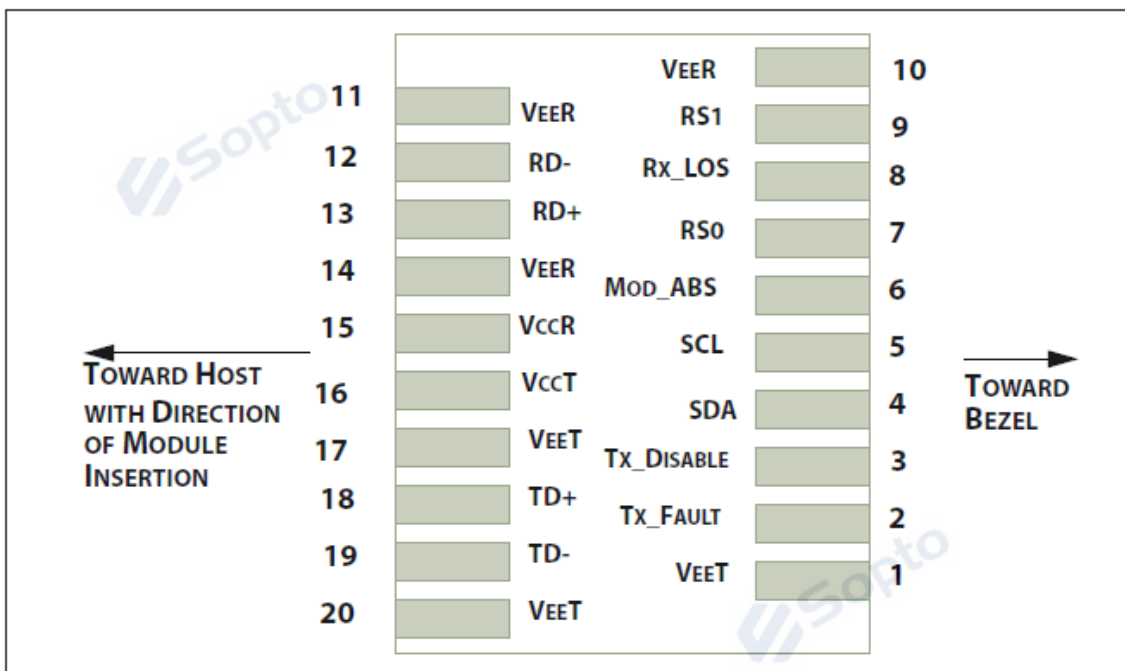 11 VEER
12 RD-
13 RD+
14 VEER
15 VCCR
16 VCCT
17 VEET
18 TD+
19 TD-
20 VEET
VEER 10
RS1 9
RX_LOS 8
RS0 7
MOD_ABS 6
SCL 5
SDA 4
TX_DISABLE 3
TX_FAULT 2
VEET 1
TOWARD HOST
WITH DIRECTION
OF MODULE
INSERTION
TOWARD
BEZEL
Sopto
Sopto